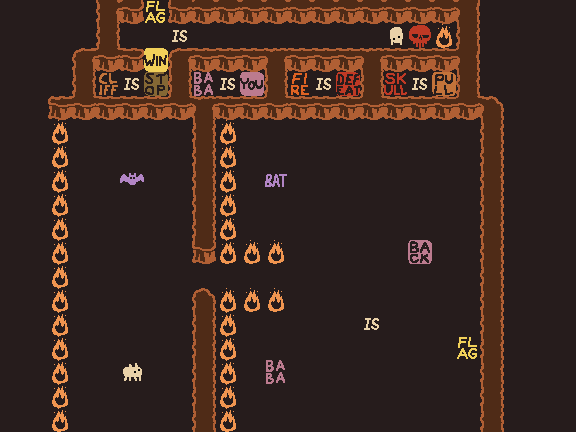 FLAG
IS
WIN
CLIFF IS STOP BABA IS YOU FIRE IS DEFEAT SKULL IS PULL
BAT
BACK
IS
FLAG
BABA